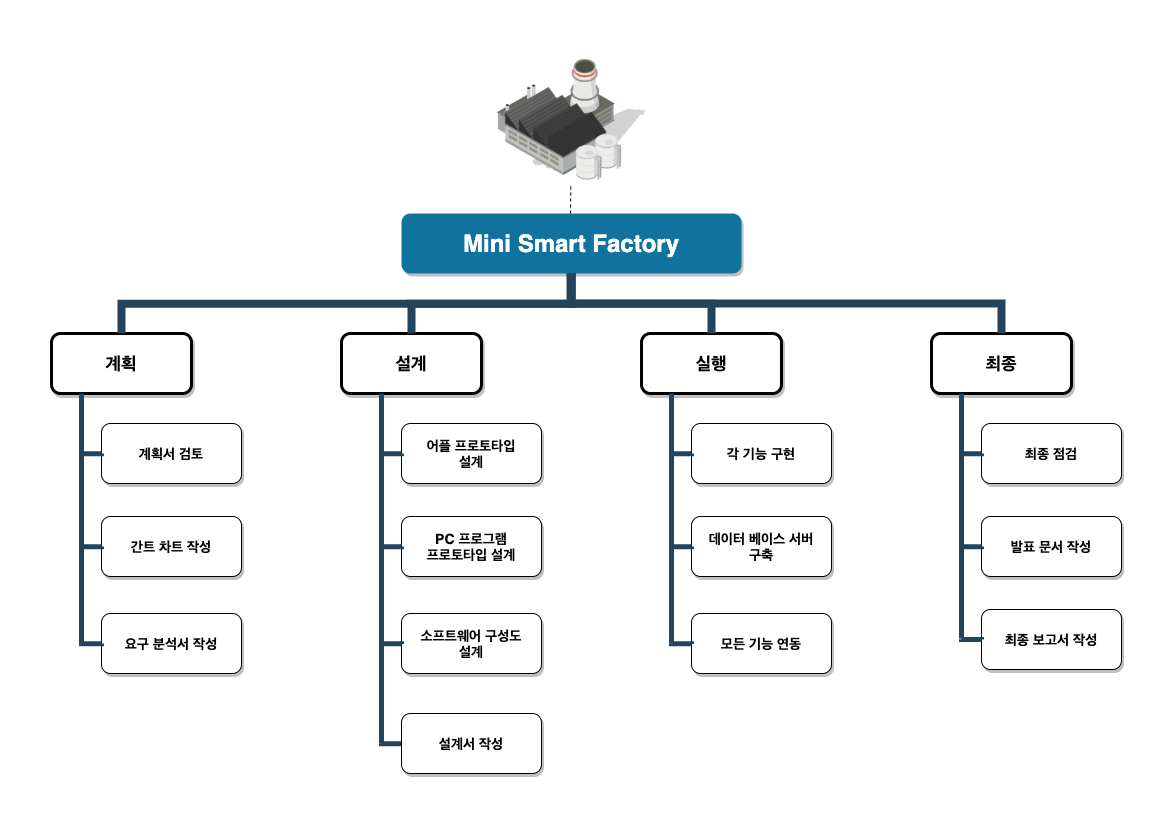 Mini Smart Factory
계획
설계
실행
최종
계획서 검토
간트 차트 작성
요구 분석서 작성
어플 프로토타입
설계
PC 프로그램
프로토타입 설계
소프트웨어 구성도
설계
설계서 작성
각 기능 구현
데이터 베이스 서버
구축
모든 기능 연동
최종 점검
발표 문서 작성
최종 보고서 작성